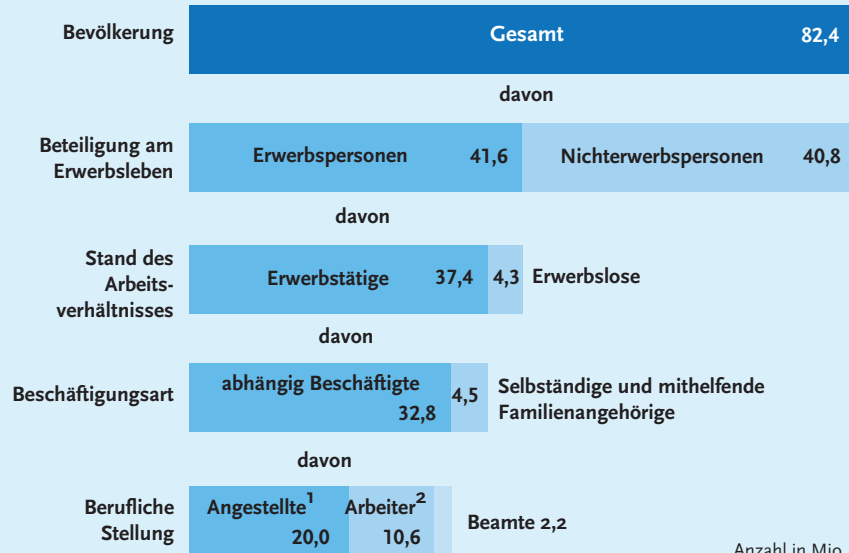 Bevölkerung Gesamt 82,4
davon
Beteiligung am
Erwerbsleben
Erwerbspersonen 41,6 Nichterwerbspersonen 40,8
davon
Stand des
Arbeits-
verhältnisses
Erwerbstätige 37,4 4,3 Erwerbslose
davon
Beschäftigungsart
abhängig Beschäftigte
32,8
4,5
Selbständige und mithelfende
Familienangehörige
davon
Berufliche
Stellung
Angestellte¹
20,0
Arbeiter²
10,6
Beamte 2,2
Anzahl in Mio